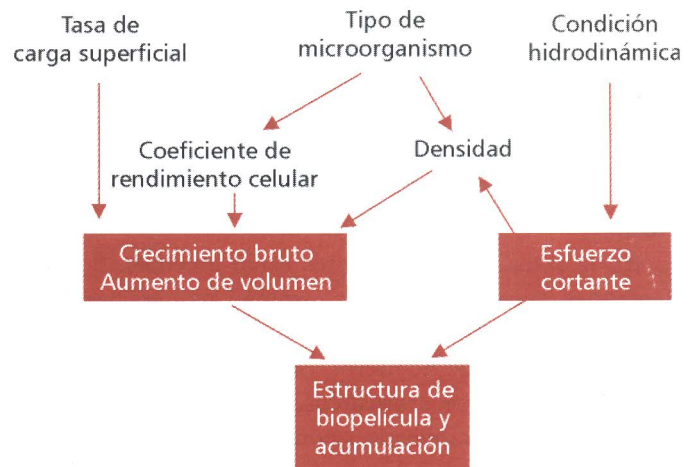 Tasa de
carga superficial
Tipo de
microorganismo
Condición
hidrodinámica
Coeficiente de
rendimiento celular
Densidad
Crecimiento bruto
Aumento de volumen
Esfuerzo
cortante
Estructura de
biopelícula y
acumulación